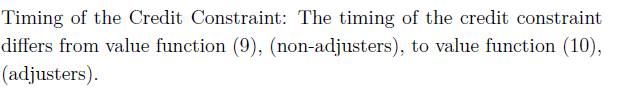 Timing of the Credit Constraint: The timing of the credit constraint
differs from value function (9), (non-adjusters), to value function (10),
(adjusters).